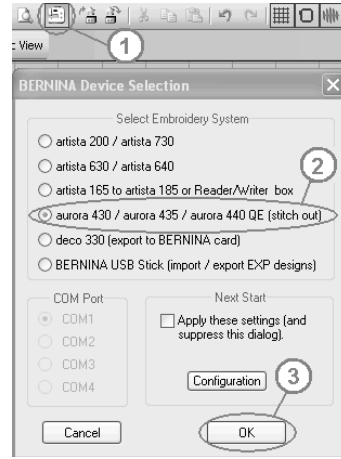 1
: View
BERNINA Device Selection
Select Embroidery System
artista 200 / artista 730
artista 630 / artista 640
2
artista 165 to artista 185 or Reader/Writer box
aurora 430 / aurora 435 / aurora 440 QE (stitch out)
deco 330 (export to BERNINA card)
BERNINA USB Stick (import / export EXP designs)
COM Port
COM1
COM2
COM3
COM4
Next Start
Apply these settings (and
suppress this dialog).
Configuration
3
Cancel
OK